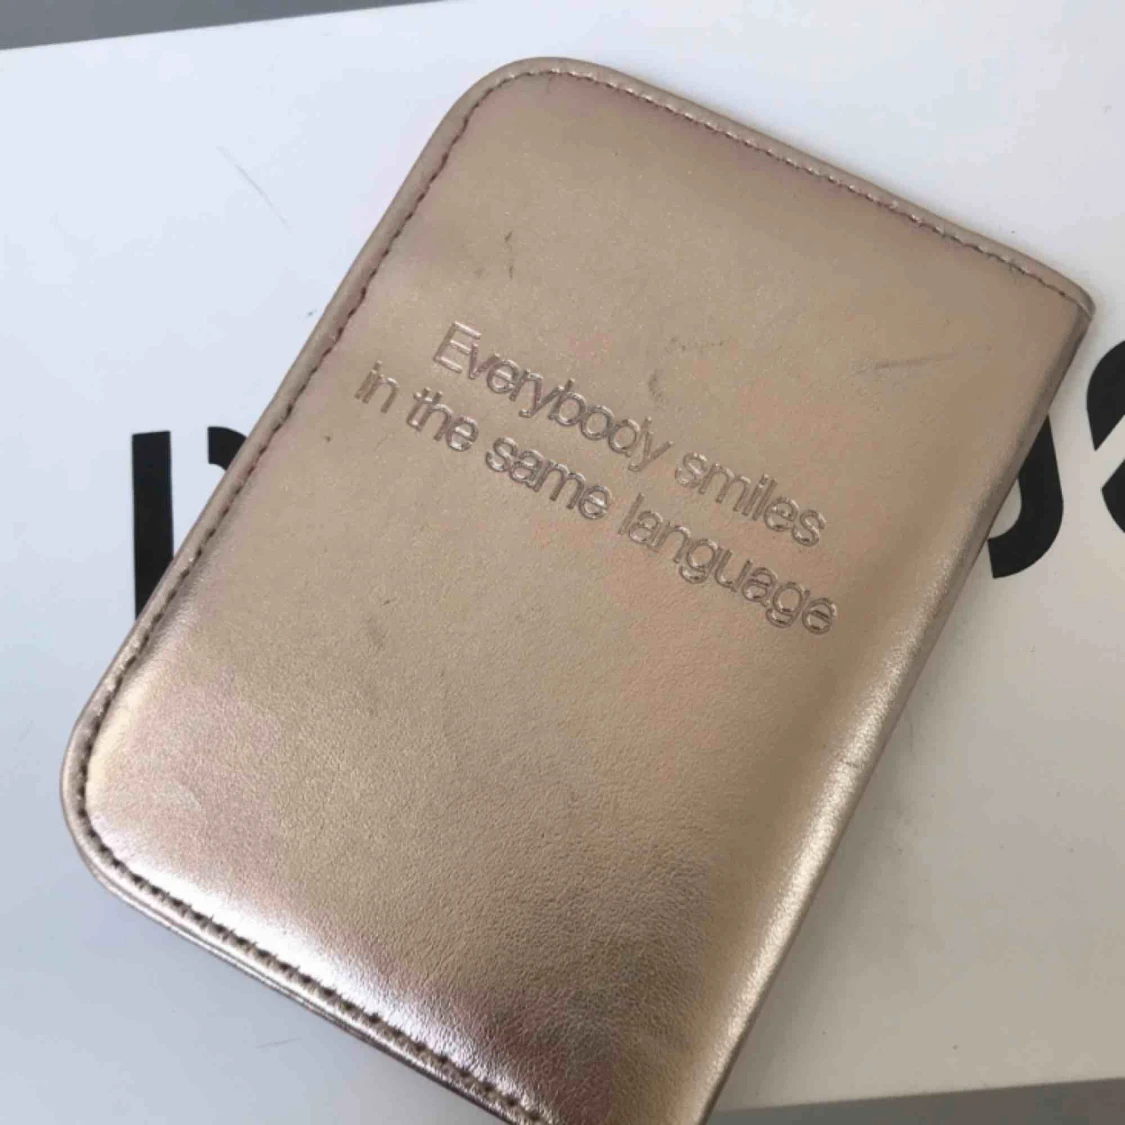 Everybody smiles
in the same language